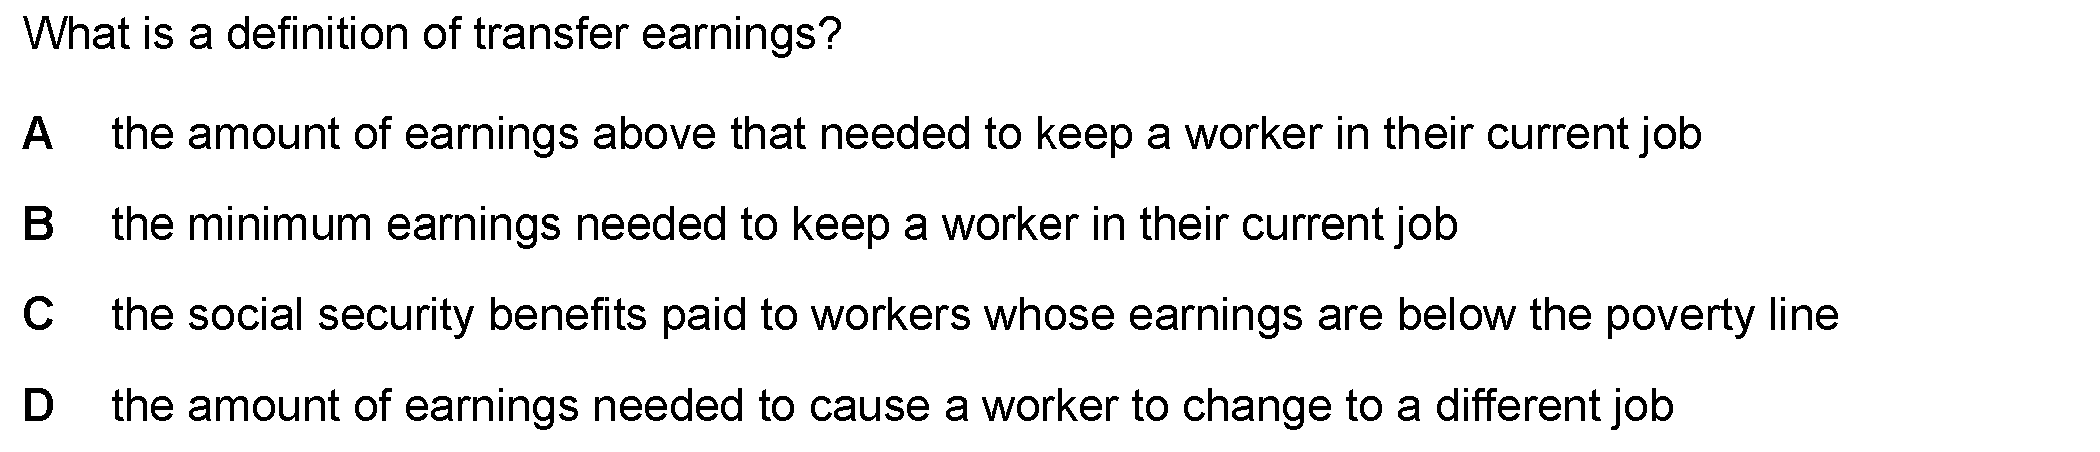 What is a definition of transfer earnings?
A the amount of earnings above that needed to keep a worker in their current job
B the minimum earnings needed to keep a worker in their current job
C the social security benefits paid to workers whose earnings are below the poverty line
D the amount of earnings needed to cause a worker to change to a different job